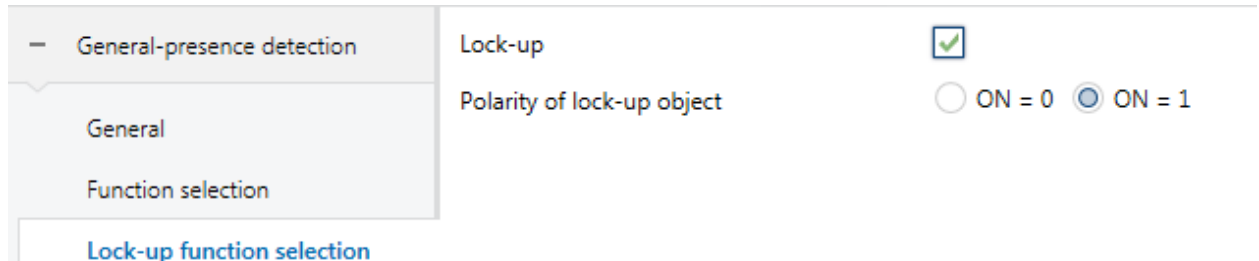 General-presence detection
Lock-up
Polarity of lock-up object ON = 0 ON = 1
General
Function selection
Lock-up function selection